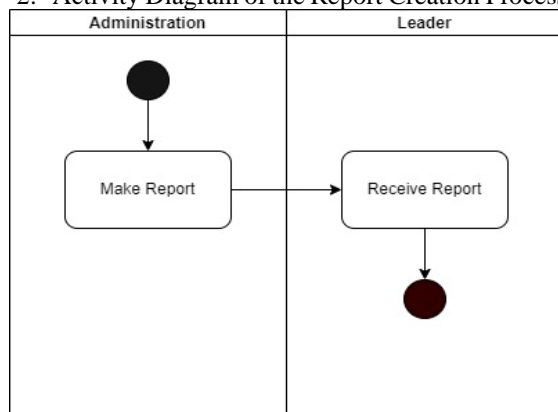 2. Activity Diagram of the Report Creation Process
Administration
Leader
Make Report
Receive Report